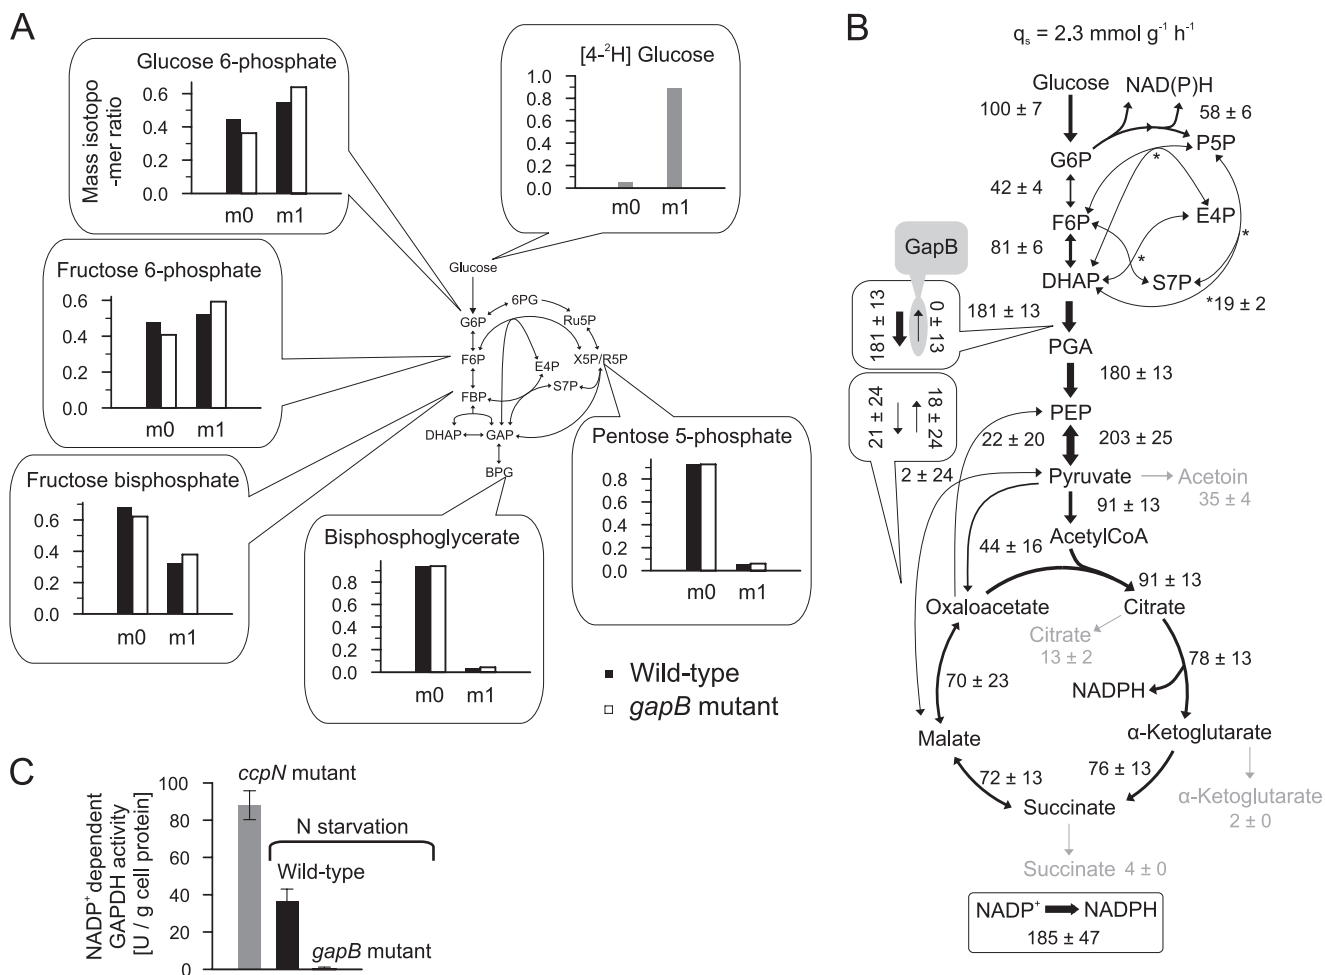 A
Glucose 6-phosphate
Mass isotopo
-mer ratio
0.6
0.4
0.2
0.0
m0 m1
[4-²H] Glucose
1.0
0.8
0.6
0.4
0.2
0.0
m0 m1
Fructose 6-phosphate
0.6
0.4
0.2
0.0
m0 m1
Fructose bisphosphate
0.6
0.4
0.2
0.0
m0 m1
Glucose
G6P
6PG
Ru5P
F6P
E4P
X5P/R5P
S7P
FBP
DHAP
GAP
BPG
Bisphosphoglycerate
0.8
0.6
0.4
0.2
0.0
m0 m1
Pentose 5-phosphate
0.8
0.6
0.4
0.2
0.0
m0 m1
Wild-type
gapB mutant
B
qₛ = 2.3 mmol g⁻¹ h⁻¹
Glucose
NAD(P)H
100 ± 7
58 ± 6
P5P
G6P
*
42 ± 4
F6P
E4P
GapB
81 ± 6
*
*
DHAP
S7P
*19 ± 2
181 ± 13
0 ± 13
181 ± 13
PGA
180 ± 13
21 ± 24
18 ± 24
PEP
22 ± 20
203 ± 25
2 ± 24
Pyruvate
Acetoin
35 ± 4
91 ± 13
AcetylCoA
44 ± 16
91 ± 13
Oxaloacetate
Citrate
Citrate
13 ± 2
78 ± 13
70 ± 23
NADPH
Malate
α-Ketoglutarate
72 ± 13
76 ± 13
Succinate
α-Ketoglutarate
2 ± 0
Succinate 4 ± 0
NADP⁺ NADPH
185 ± 47
C
NADP⁺ dependent
GAPDH activity
[U / g cell protein]
100
80
60
40
20
0
ccpN mutant
N starvation
Wild-type
gapB mutant